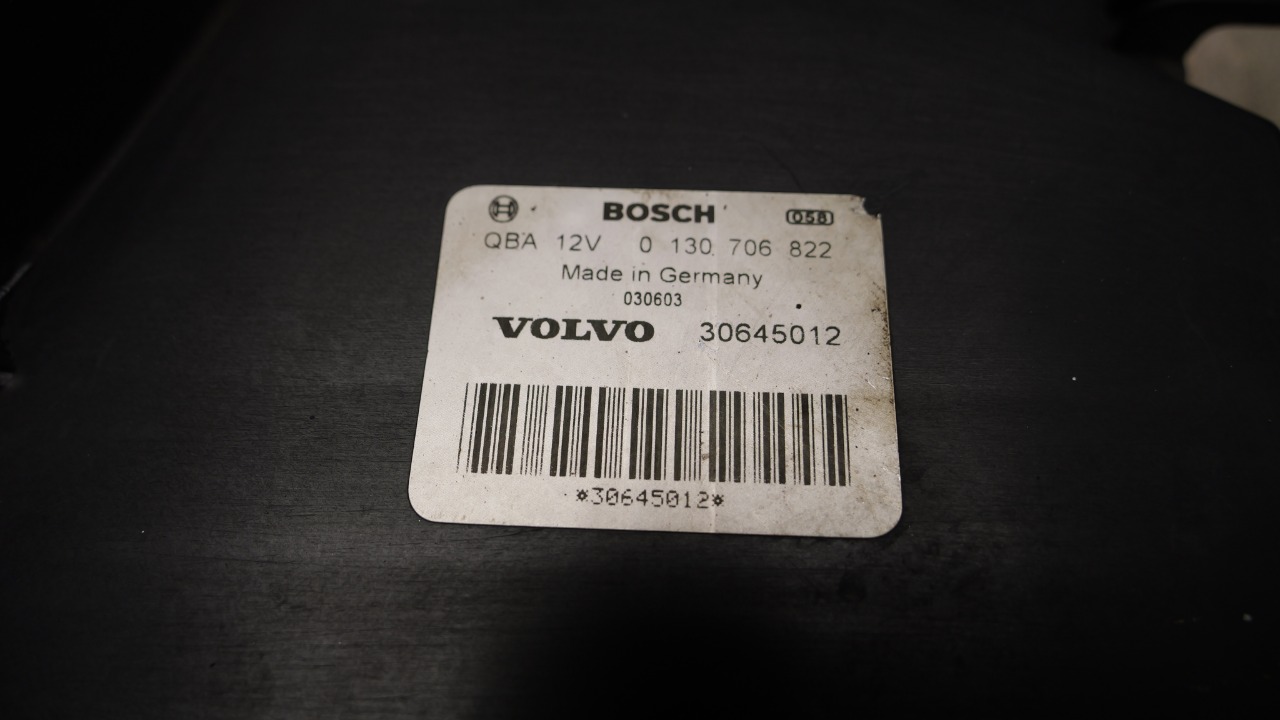 BOSCH 058
QBA 12V 0 130 706 822
Made in Germany
030603
VOLVO 30645012
*30645012*